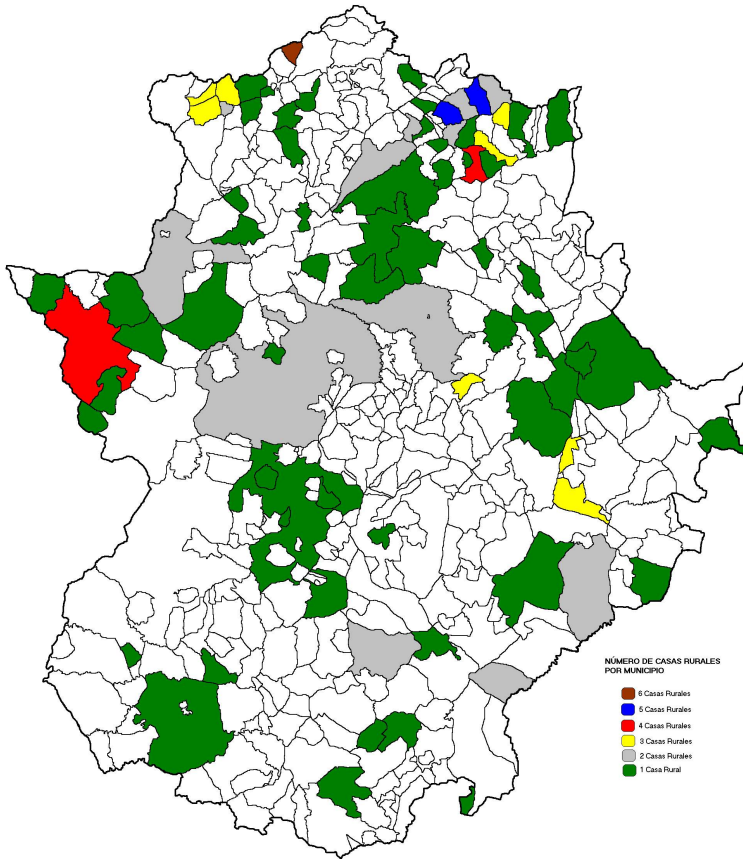 NÚMERO DE CASAS RURALES
POR MUNICIPIO
6 Casas Rurales
5 Casas Rurales
4 Casas Rurales
3 Casas Rurales
2 Casas Rurales
1 Casa Rural